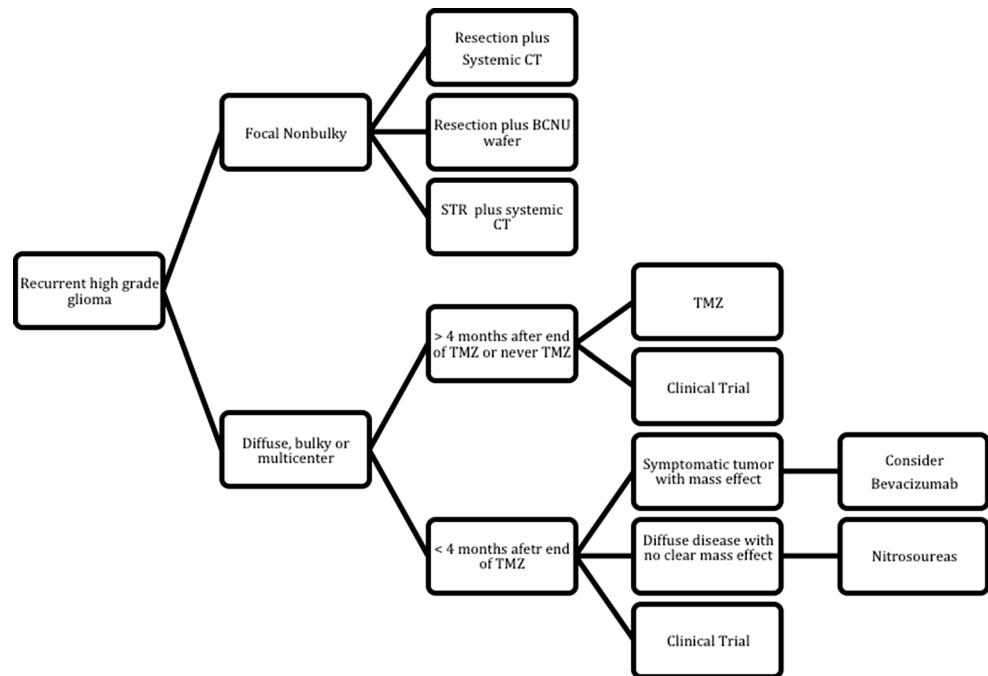 Resection plus
Systemic CT
Focal Nonbulky
Resection plus BCNU
wafer
STR plus systemic
CT
Recurrent high grade
glioma
> 4 months after end
of TMZ or never TMZ
TMZ
Clinical Trial
Diffuse, bulky or
multicenter
Symptomatic tumor
with mass effect
Consider
Bevacizumab
< 4 months afetr end
of TMZ
Diffuse disease with
no clear mass effect
Nitrosoureas
Clinical Trial